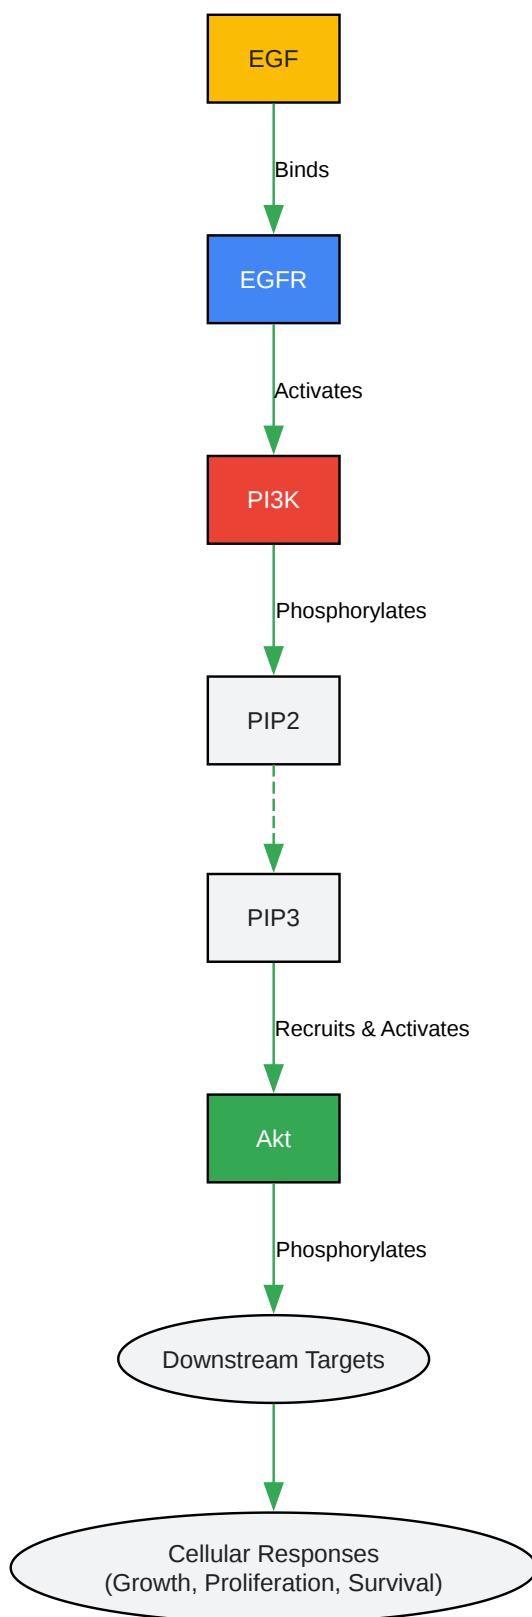 EGF
Binds
EGFR
Activates
PI3K
Phosphorylates
PIP2
PIP3
Recruits & Activates
Akt
Phosphorylates
Downstream Targets
Cellular Responses
(Growth, Proliferation, Survival)